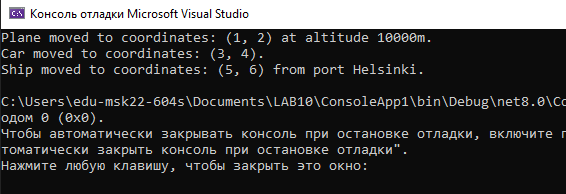 Консоль отладки Microsoft Visual Studio
Plane moved to coordinates: (1, 2) at altitude 10000m.
Car moved to coordinates: (3, 4).
Ship moved to coordinates: (5, 6) from port Helsinki.
C:\Users\edu-msk22-604s\Documents\LAB10\ConsoleApp1\bin\Debug\net8.0\Co
одом 0 (0x0).
Чтобы автоматически закрывать консоль при остановке отладки, включите п
томатически закрыть консоль при остановке отладки".
Нажмите любую клавишу, чтобы закрыть это окно: